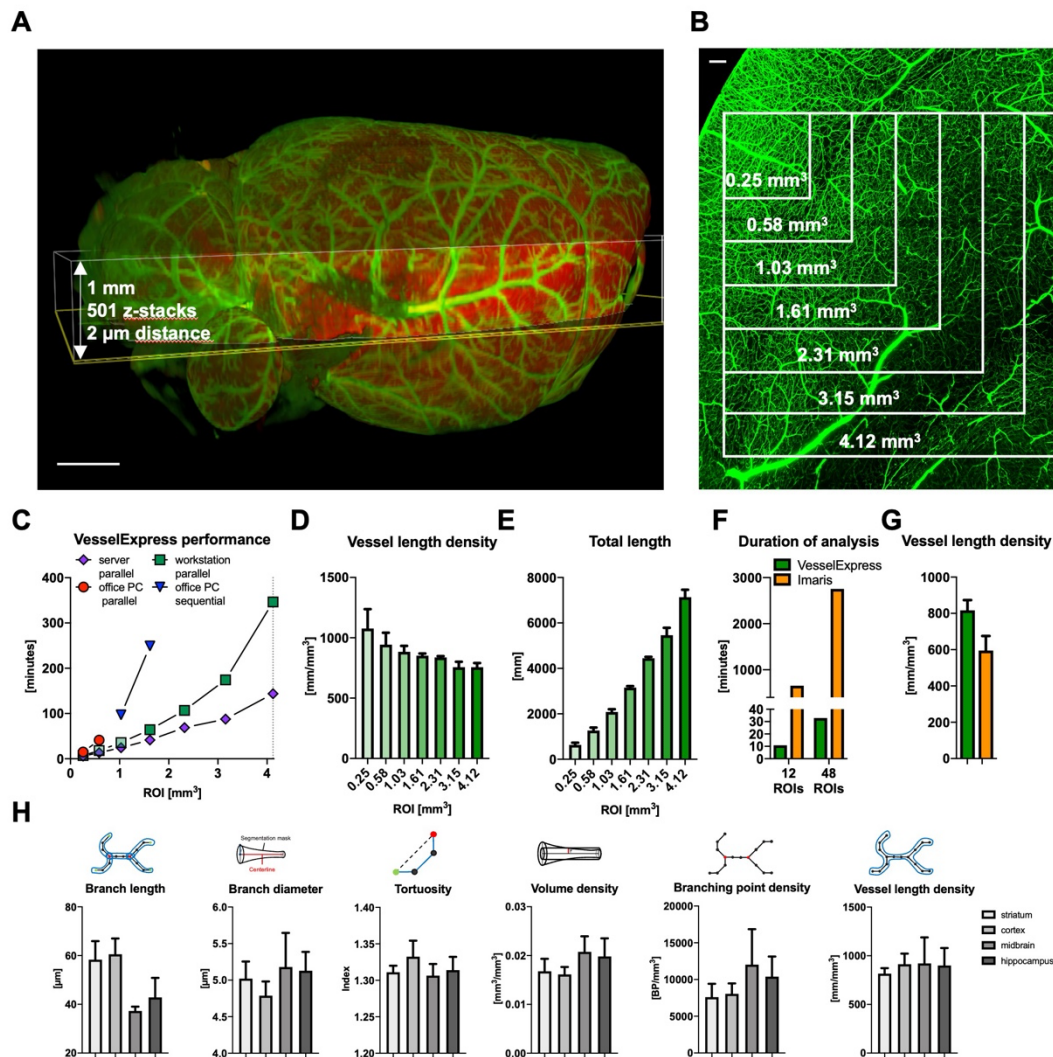 A
B
1 mm
501 z-stacks
2 µm distance
0.25 mm³
0.58 mm³
1.03 mm³
1.61 mm³
2.31 mm³
3.15 mm³
4.12 mm³
C
VesselExpress performance
server parallel
workstation parallel
office PC parallel
office PC sequential
400
300
200
100
0
[minutes]
0
1
2
3
4
ROI [mm³]
D
Vessel length density
1500
1000
500
0
[mm/mm³]
0.25
0.58
1.03
1.61
2.31
3.15
4.12
ROI [mm³]
E
Total length
8000
6000
4000
2000
0
[mm]
0.25
0.58
1.03
1.61
2.31
3.15
4.12
ROI [mm³]
F
Duration of analysis
VesselExpress
Imaris
3000
2000
1000
40
30
20
10
0
[minutes]
12 ROIs
48 ROIs
G
Vessel length density
1000
800
600
400
200
0
[mm/mm³]
H
Branch length
80
60
40
20
[µm]
Segmentation mask
Centerline
Branch diameter
6.0
5.5
5.0
4.5
4.0
[µm]
Tortuosity
1.40
1.35
1.30
1.25
1.20
Index
r
Volume density
0.03
0.02
0.01
0.00
[mm³/mm³]
Branching point density
20000
15000
10000
5000
0
[BP/mm³]
Vessel length density
1500
1000
500
0
[mm/mm³]
striatum
cortex
midbrain
hippocampus